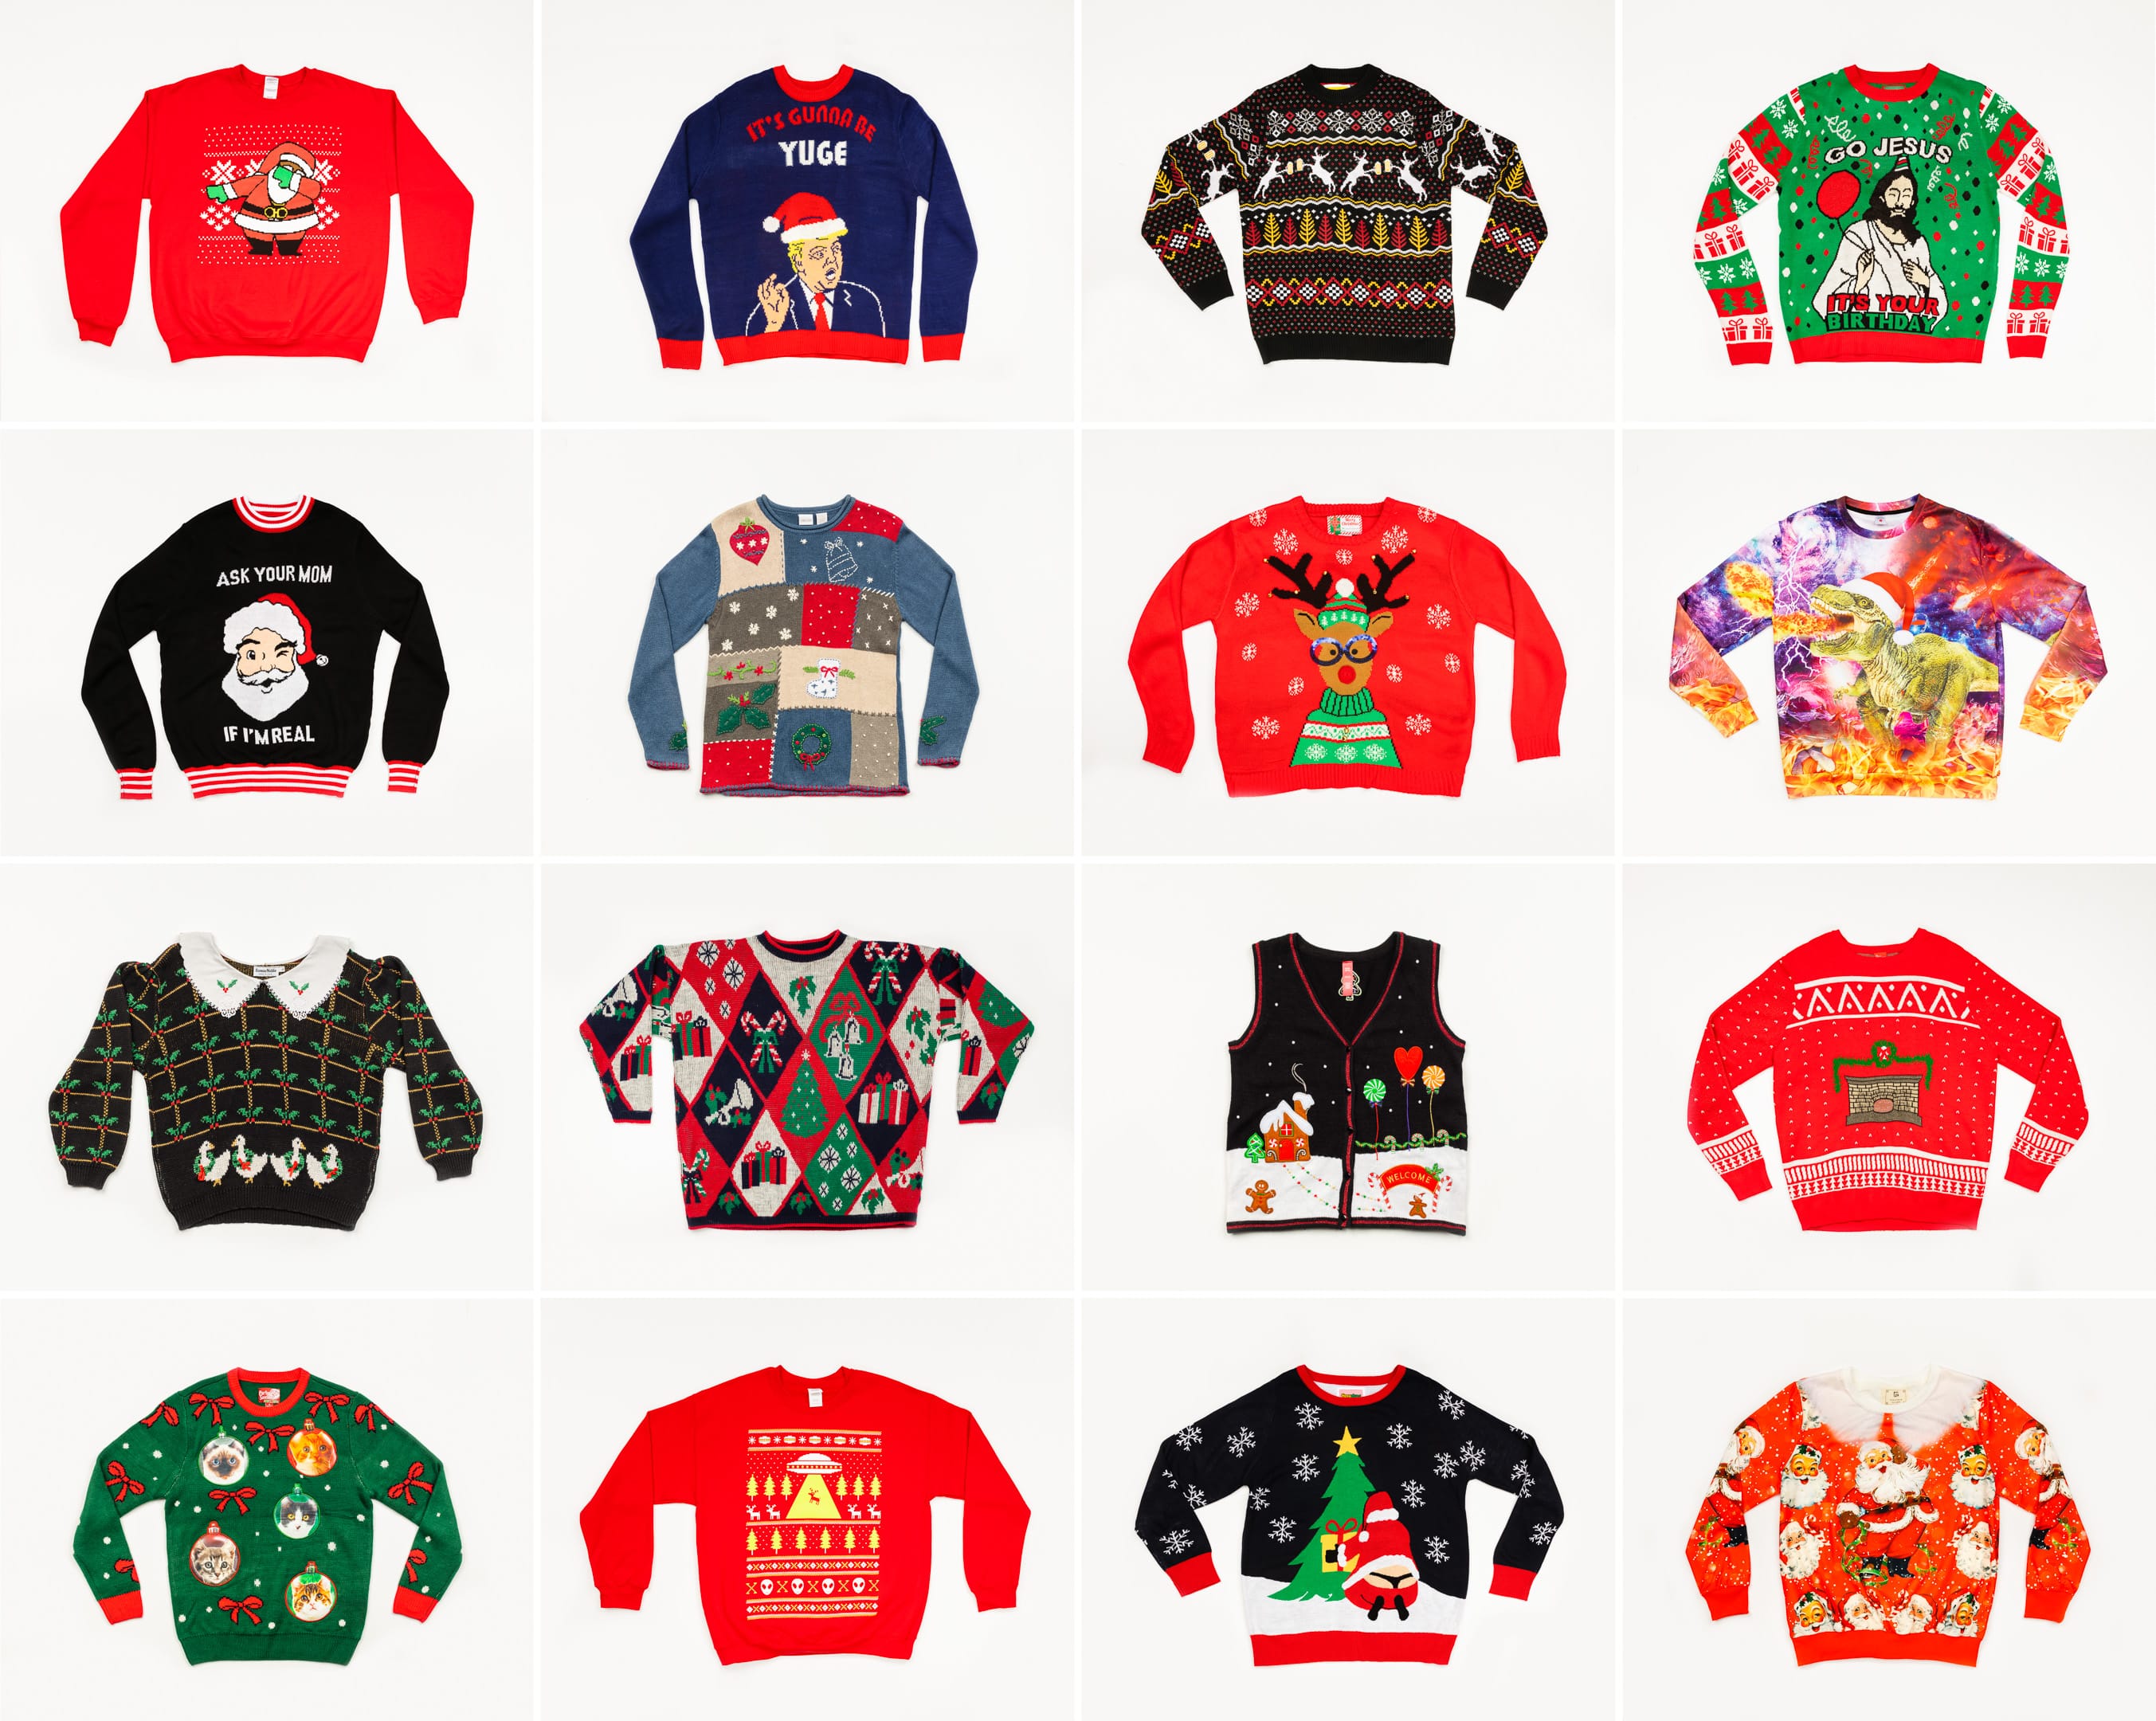 IT'S GUNNA BE
YUGE
GO JESUS
IT'S YOUR
BIRTHDAY
ASK YOUR MOM
IF I'M REAL
WELCOME